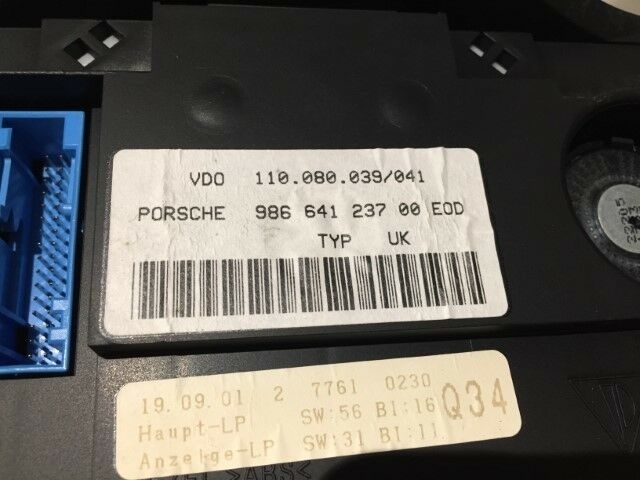 VDO 110.080.039/041
PORSCHE 986 641 237 00 EOD
TYP UK
19.09.01 2 7761 0230
Haupt-LP SW:56 BI:16 Q34
Anzeige-LP SW:31 BI:11
>ABS<